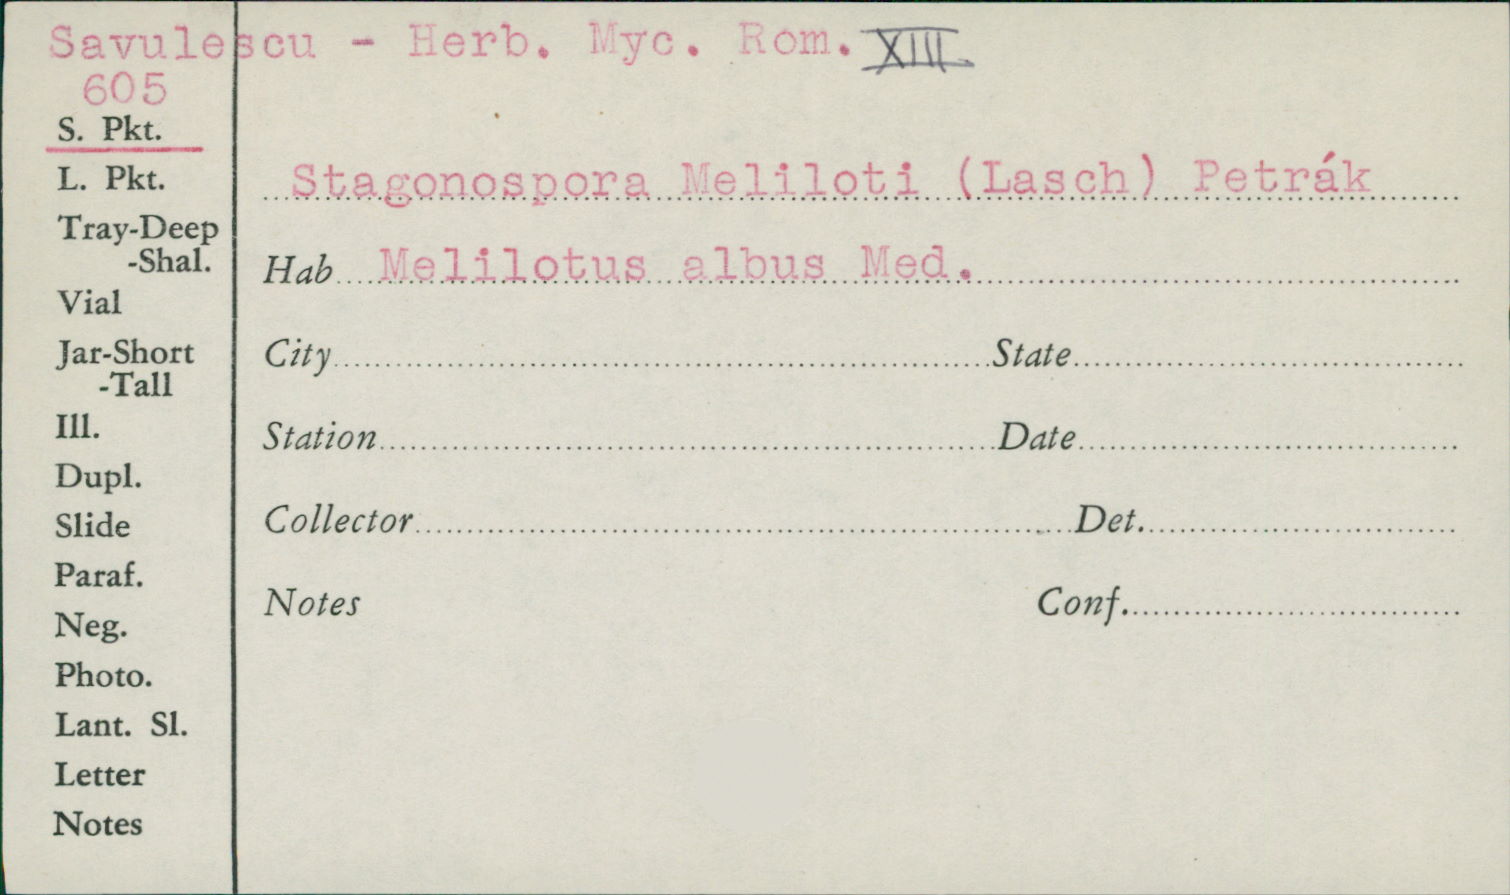 Savulescu - Herb. Myc. Rom. XIII
605
S. Pkt.
L. Pkt.
Tray-Deep
-Shal.
Vial
Jar-Short
-Tall
Ill.
Dupl.
Slide
Paraf.
Neg.
Photo.
Lant. Sl.
Letter
Notes
Stagonospora Meliloti (Lasch) Petrák
Hab Melilotus albus Med.
City State
Station Date
Collector Det.
Notes Conf.